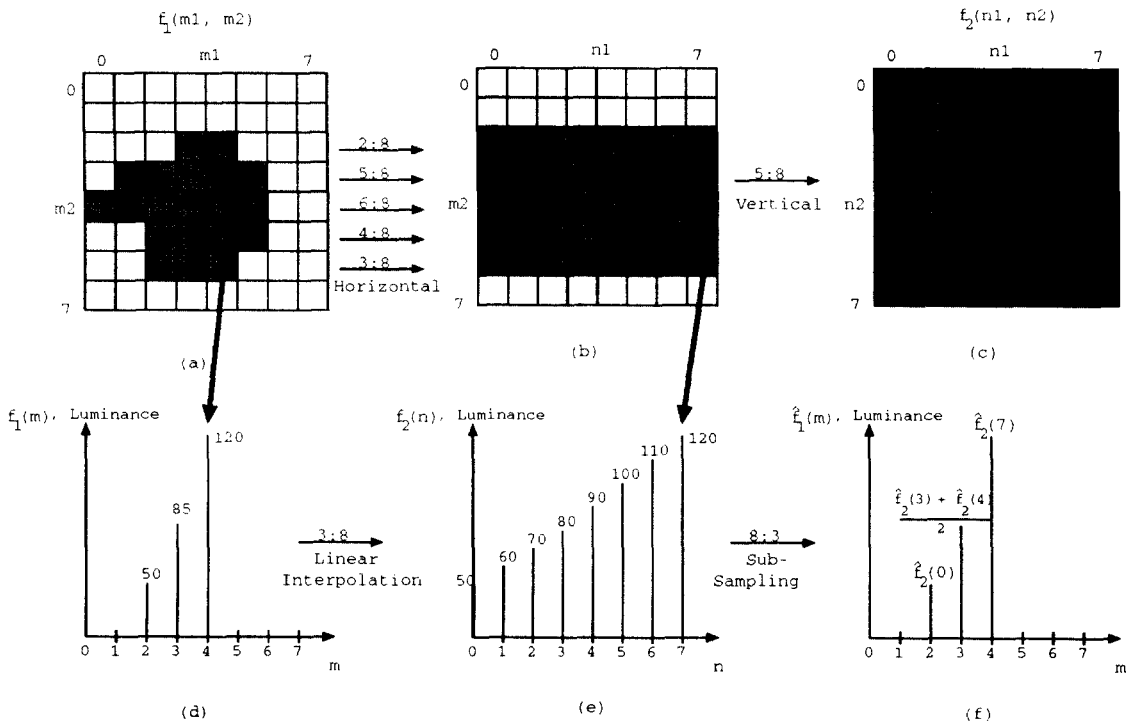 f1(m1, m2)
m1
0 7
0
m2
7
(a)
2:8
5:8
6:8
4:8
3:8
Horizontal
n1
0 7
0
m2
7
(b)
5:8
Vertical
f2(n1, n2)
n1
0 7
0
n2
7
(c)
f1(m), Luminance
120
85
50
0 1 2 3 4 5 6 7
m
(d)
3:8
Linear
Interpolation
f2(n), Luminance
120
110
100
90
80
70
60
50
0 1 2 3 4 5 6 7
n
(e)
8:3
Sub-
Sampling
f̂1(m), Luminance
f̂2(7)
f̂2(3) + f̂2(4)
2
f̂2(0)
0 1 2 3 4 5 6 7
m
(f)